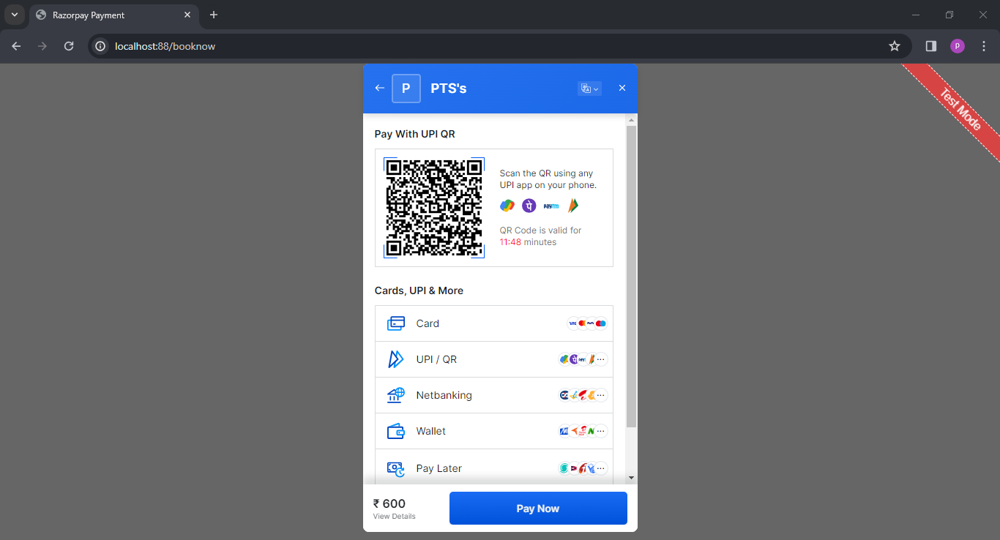 Razorpay Payment
localhost:88/booknow
P
P PTS's
Test Mode
Pay With UPI QR
Scan the QR using any
UPI app on your phone.
paytm
QR Code is valid for
11:48 minutes
Cards, UPI & More
Card
VISA
UPI / QR
Netbanking
Wallet
Pay Later
₹ 600
View Details
Pay Now